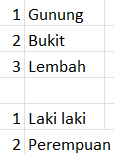 1 Gunung
2 Bukit
3 Lembah
1 Laki laki
2 Perempuan